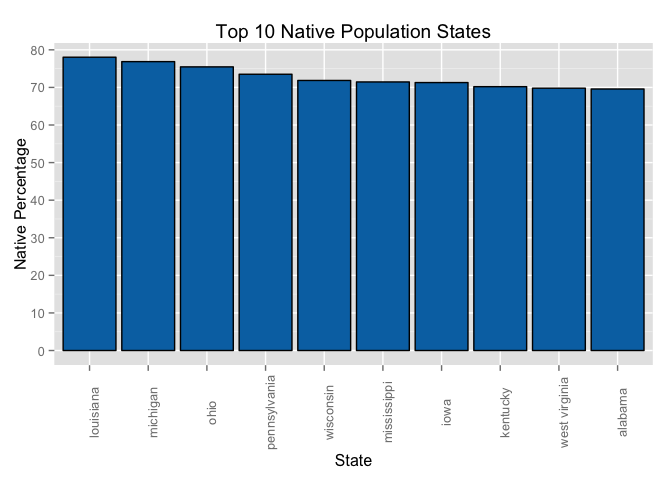 Top 10 Native Population States
Native Percentage
80
70
60
50
40
30
20
10
0
louisiana
michigan
ohio
pennsylvania
wisconsin
mississippi
iowa
kentucky
west virginia
alabama
State